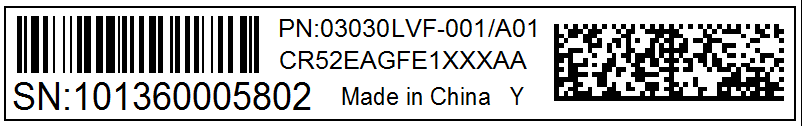 PN:03030LVF-001/A01
CR52EAGFE1XXXAA
SN:101360005802
Made in China Y